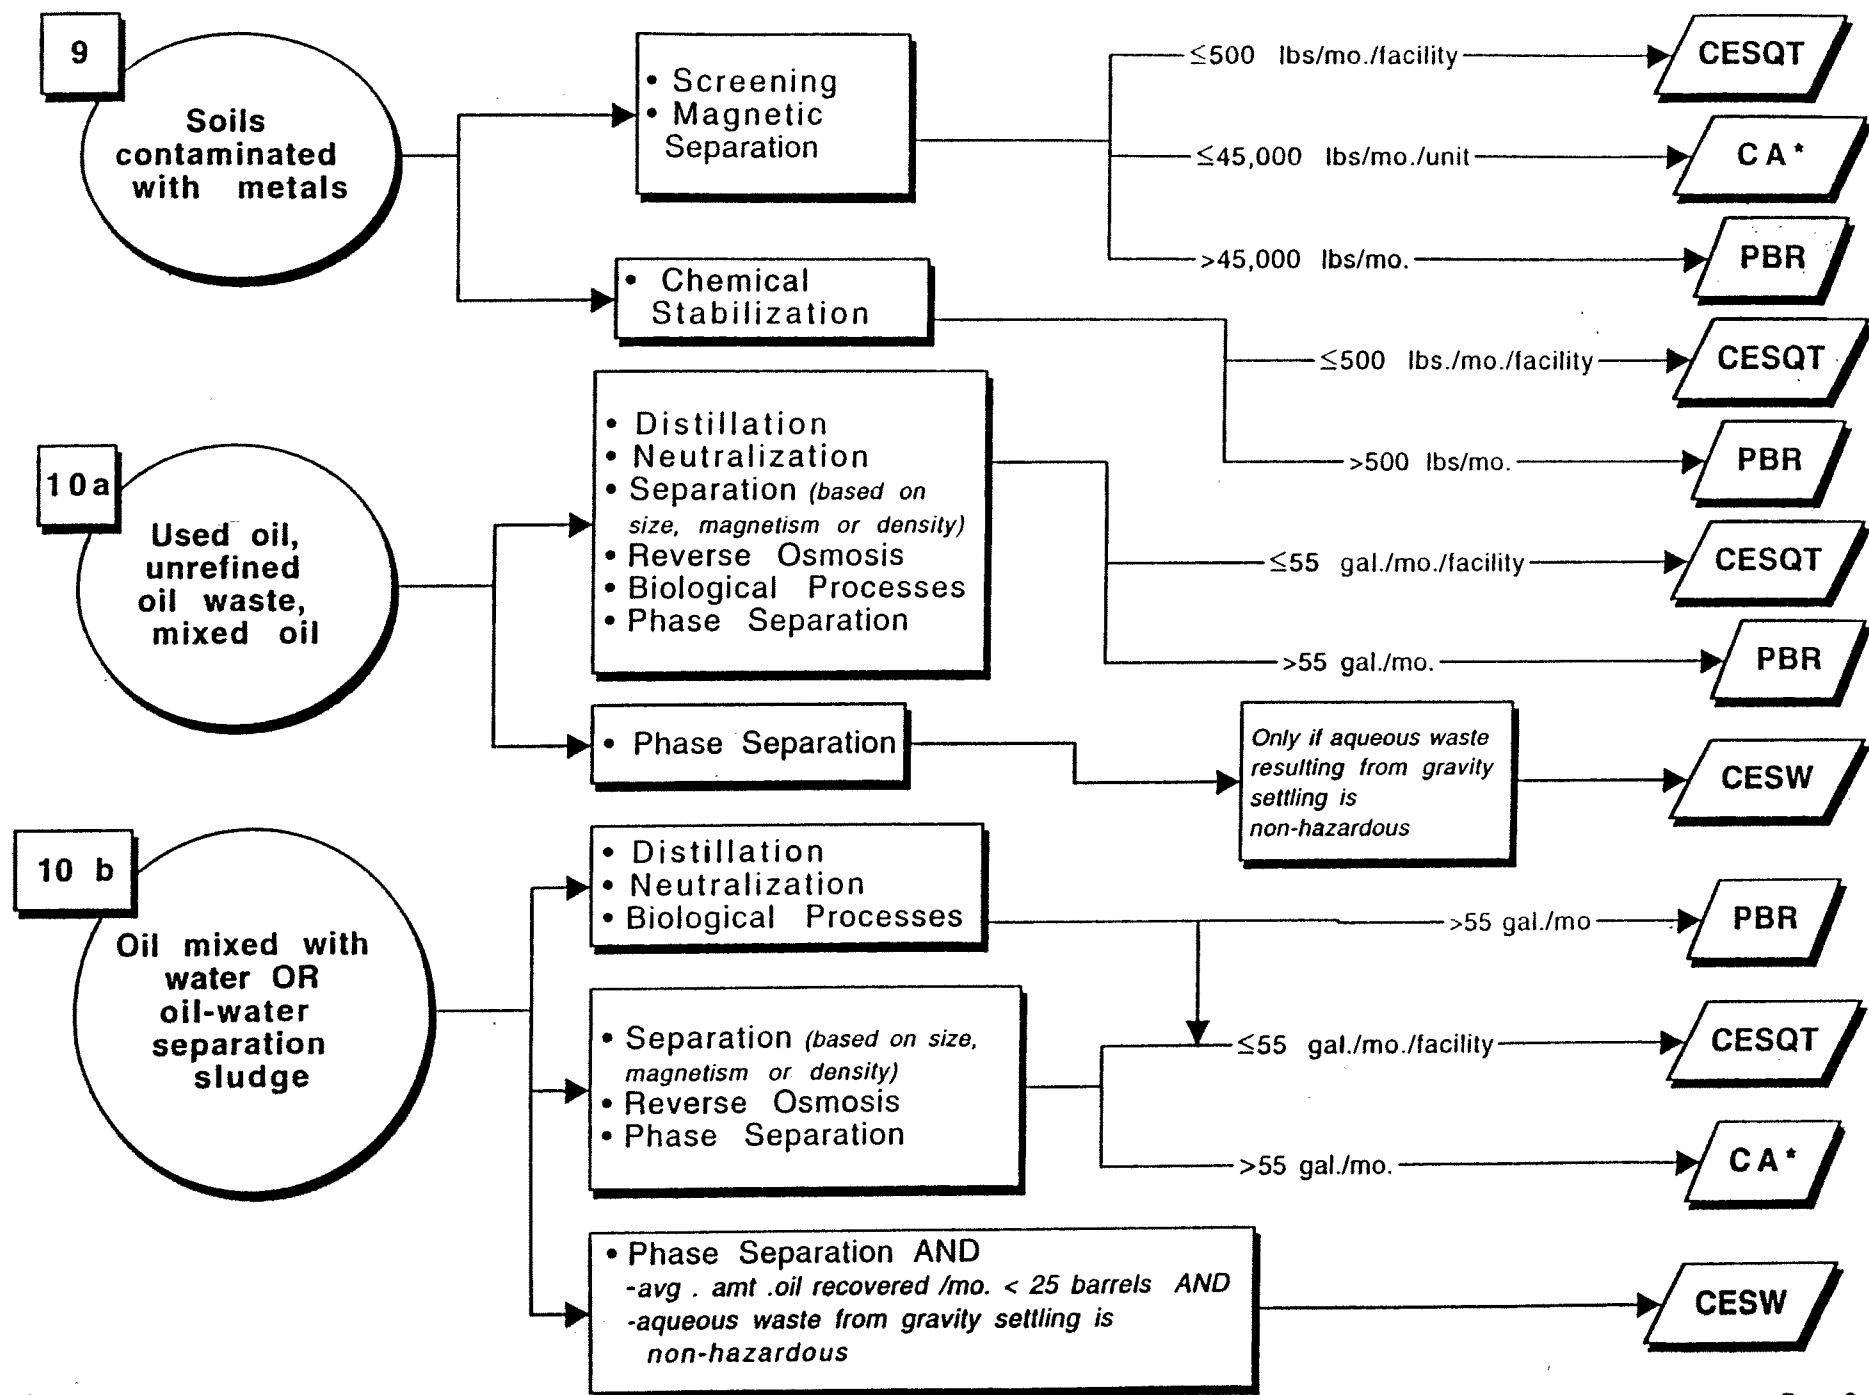 9
Soils
contaminated
with metals
• Screening
• Magnetic
Separation
≤500 lbs/mo./facility
CESQT
≤45,000 lbs/mo./unit
CA*
>45,000 lbs/mo.
PBR
• Chemical
Stabilization
≤500 lbs./mo./facility
CESQT
>500 lbs/mo.
PBR
10a
Used oil,
unrefined
oil waste,
mixed oil
• Distillation
• Neutralization
• Separation (based on
size, magnetism or density)
• Reverse Osmosis
• Biological Processes
• Phase Separation
≤55 gal./mo./facility
CESQT
>55 gal./mo.
PBR
• Phase Separation
Only if aqueous waste
resulting from gravity
settling is
non-hazardous
CESW
10 b
Oil mixed with
water OR
oil-water
separation
sludge
• Distillation
• Neutralization
• Biological Processes
>55 gal./mo
PBR
• Separation (based on size,
magnetism or density)
• Reverse Osmosis
• Phase Separation
≤55 gal./mo./facility
CESQT
>55 gal./mo.
CA*
• Phase Separation AND
-avg . amt .oil recovered /mo. < 25 barrels AND
-aqueous waste from gravity settling is
non-hazardous
CESW